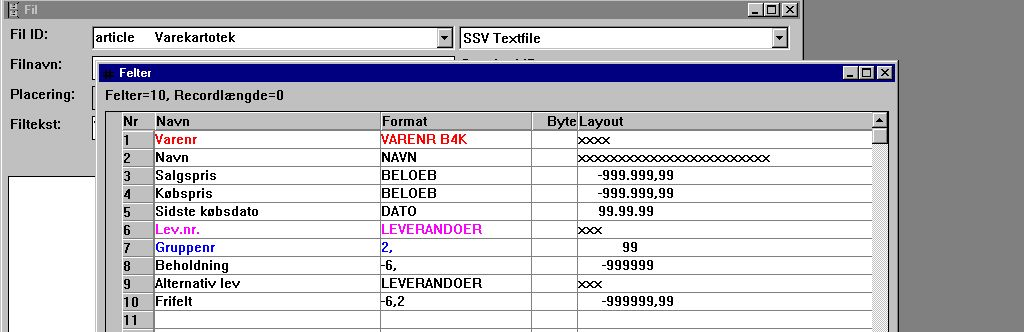 Fil
Fil ID: article Varekartotek SSV Textfile
Filnavn:
Felter
Placering: Felter=10, Recordlængde=0
Filtekst: Nr Navn Format Byte Layout
1 Varenr VARENR B4K xxxx
2 Navn NAVN xxxxxxxxxxxxxxxxxxxxxxxxx
3 Salgspris BELOEB -999.999,99
4 Købspris BELOEB -999.999,99
5 Sidste købsdato DATO 99.99.99
6 Lev.nr. LEVERANDOER xxx
7 Gruppenr 2, 99
8 Beholdning -6, -999999
9 Alternativ lev LEVERANDOER xxx
10 Frifelt -6,2 -999999,99
11